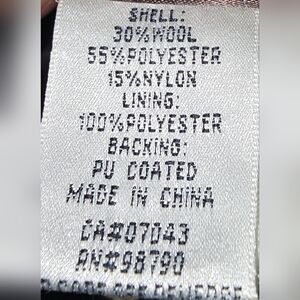 SHELL:
30%WOOL
55%POLYESTER
15%NYLON
LINING:
100%POLYESTER
BACKING:
PU COATED
MADE IN CHINA
CA#07043
RN#98790